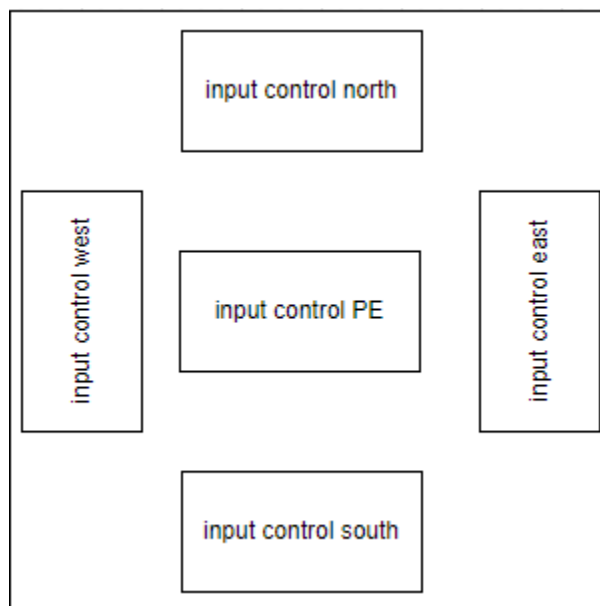 input control north
input control west
input control PE
input control east
input control south